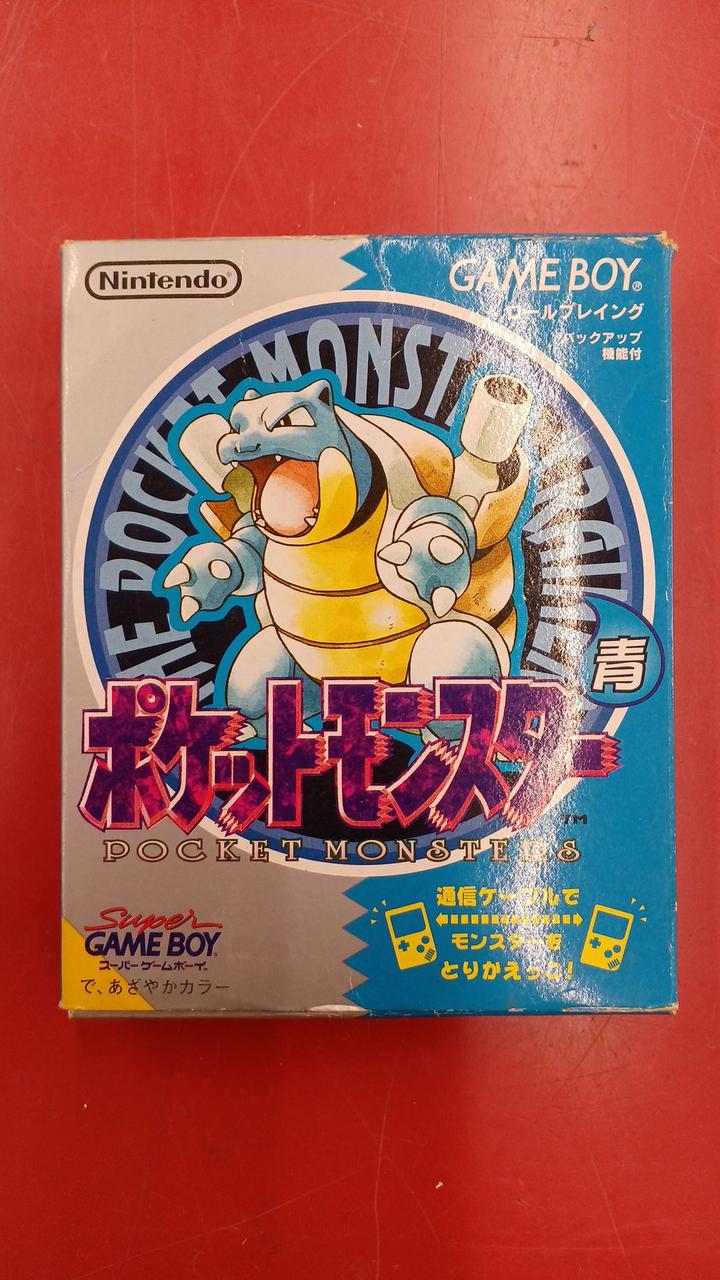 Nintendo®
GAME BOY®
ロールプレイング
バックアップ
機能付
THE POCKET MONSTERS
青
ポケットモンスター
TM
POCKET MONSTERS
通信ケーブルで
モンスターを
とりかえっこ!
Super
GAME BOY®
スーパーゲームボーイ
で、あざやかカラー